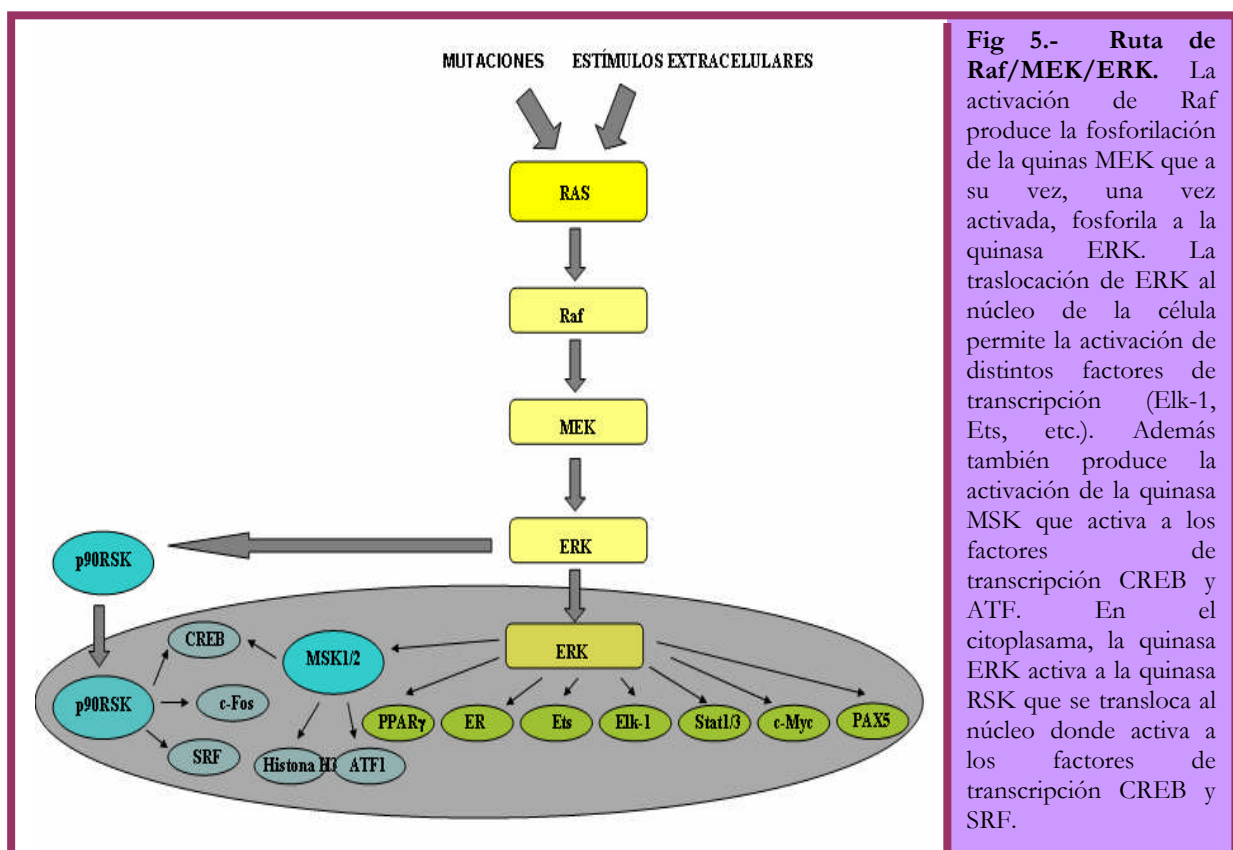 MUTACIONES ESTÍMULOS EXTRACELULARES
RAS
Raf
MEK
ERK
p90RSK
ERK
CREB
MSK1/2
p90RSK
c-Fos
SRF
Histona H3
ATF1
PPARγ
ER
Ets
Elk-1
Stat1/3
c-Myc
PAX5
Fig 5.- Ruta de
Raf/MEK/ERK. La
activación de Raf
produce la fosforilación
de la quinas MEK que a
su vez, una vez
activada, fosforila a la
quinasa ERK. La
traslocación de ERK al
núcleo de la célula
permite la activación de
distintos factores de
transcripción (Elk-1,
Ets, etc.). Además
también produce la
activación de la quinasa
MSK que activa a los
factores de
transcripción CREB y
ATF. En el
citoplasama, la quinasa
ERK activa a la quinasa
RSK que se transloca al
núcleo donde activa a
los factores de
transcripción CREB y
SRF.